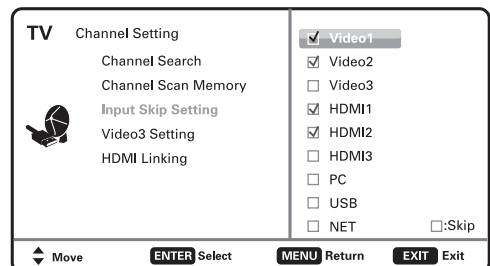 TV Channel Setting
Channel Search
Channel Scan Memory
Input Skip Setting
Video3 Setting
HDMI Linking
☑ Video1
☑ Video2
☐ Video3
☑ HDMI1
☑ HDMI2
☐ HDMI3
☐ PC
☐ USB
☐ NET ☐:Skip
Move ENTER Select MENU Return EXIT Exit